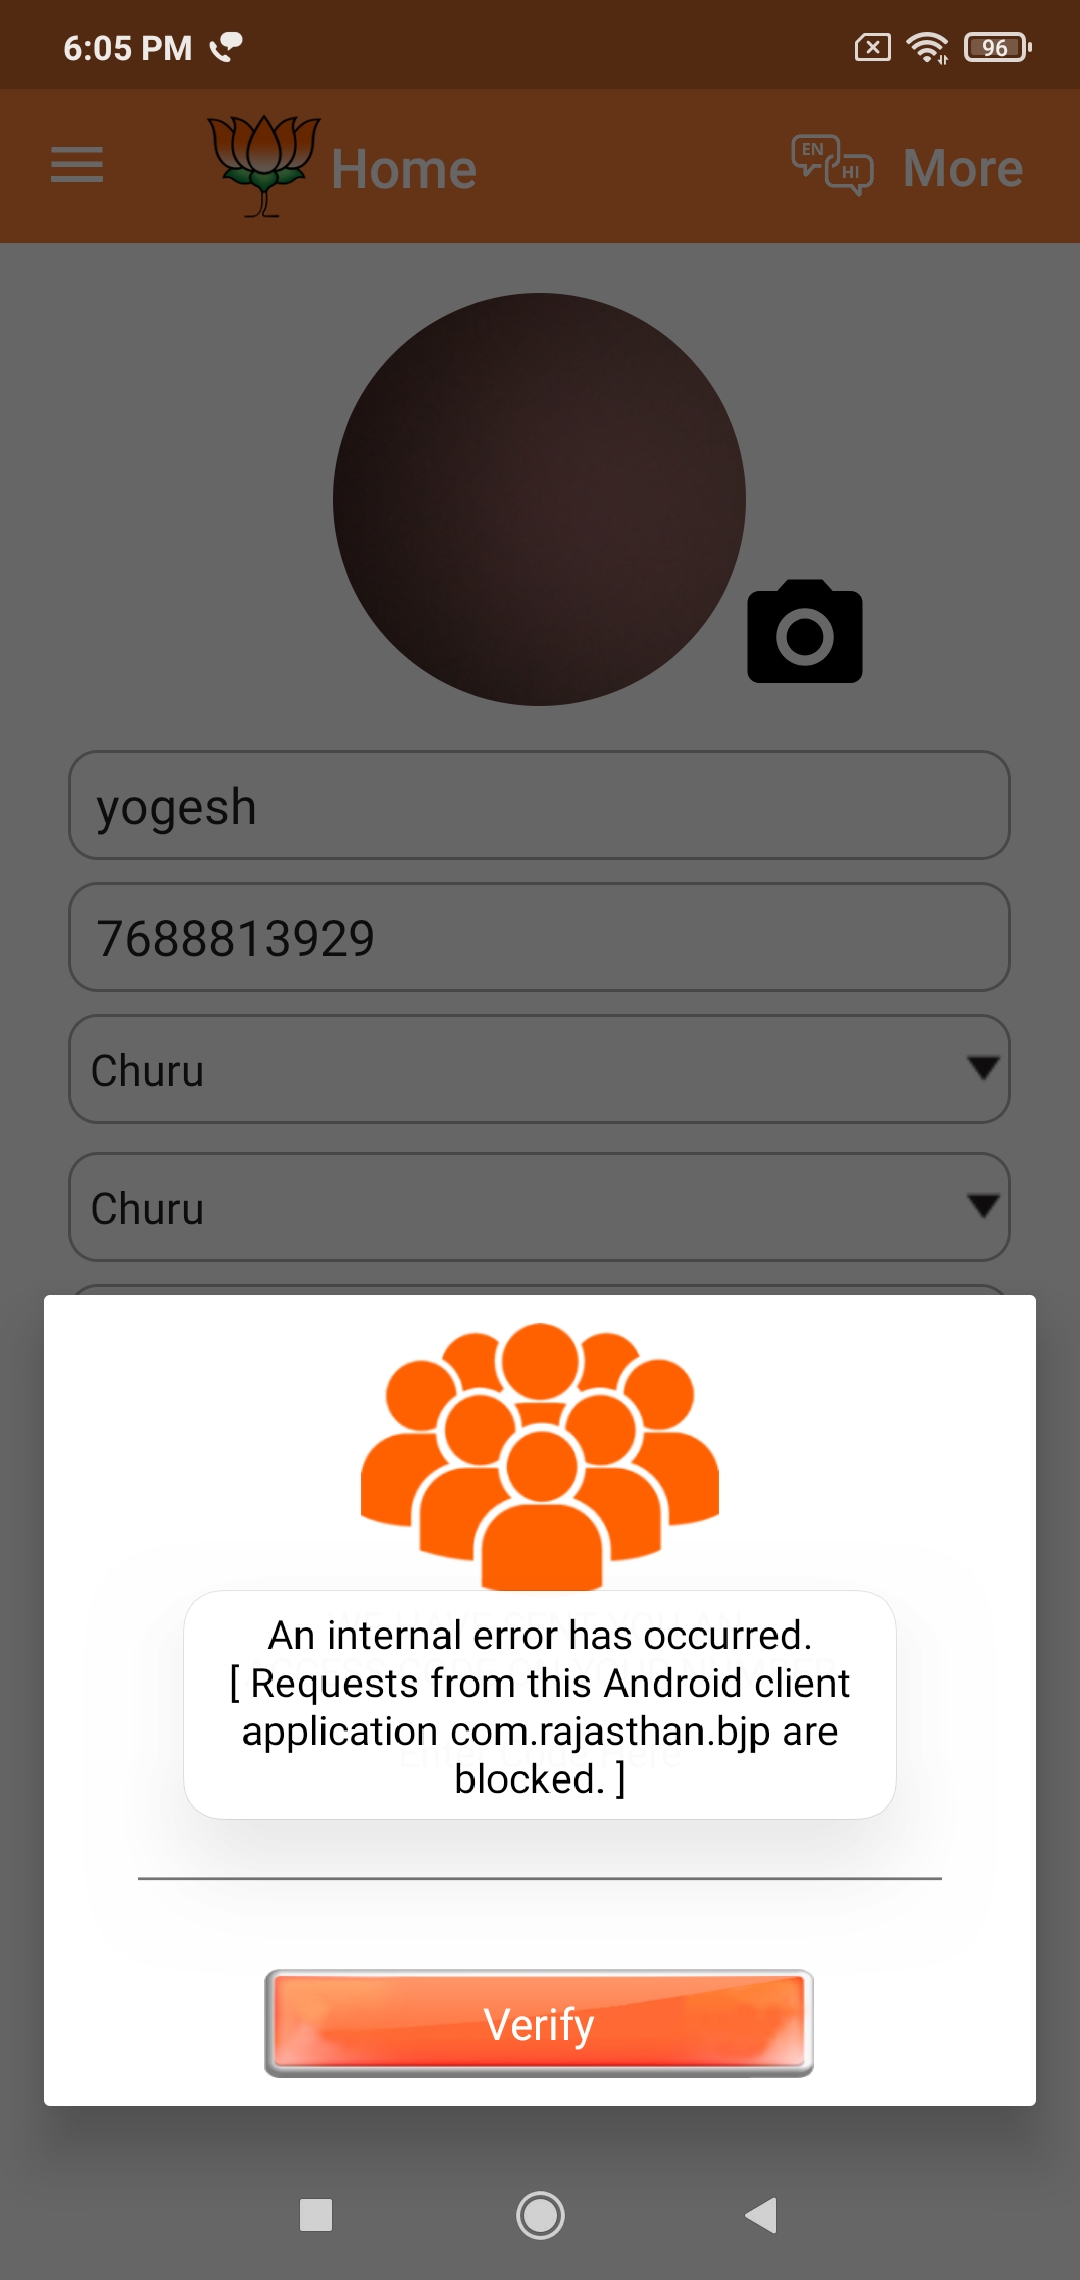 6:05 PM
96
Home
EN
HI
More
yogesh
7688813929
Churu
Churu
An internal error has occurred.
[ Requests from this Android client
application com.rajasthan.bjp are
blocked. ]
Verify